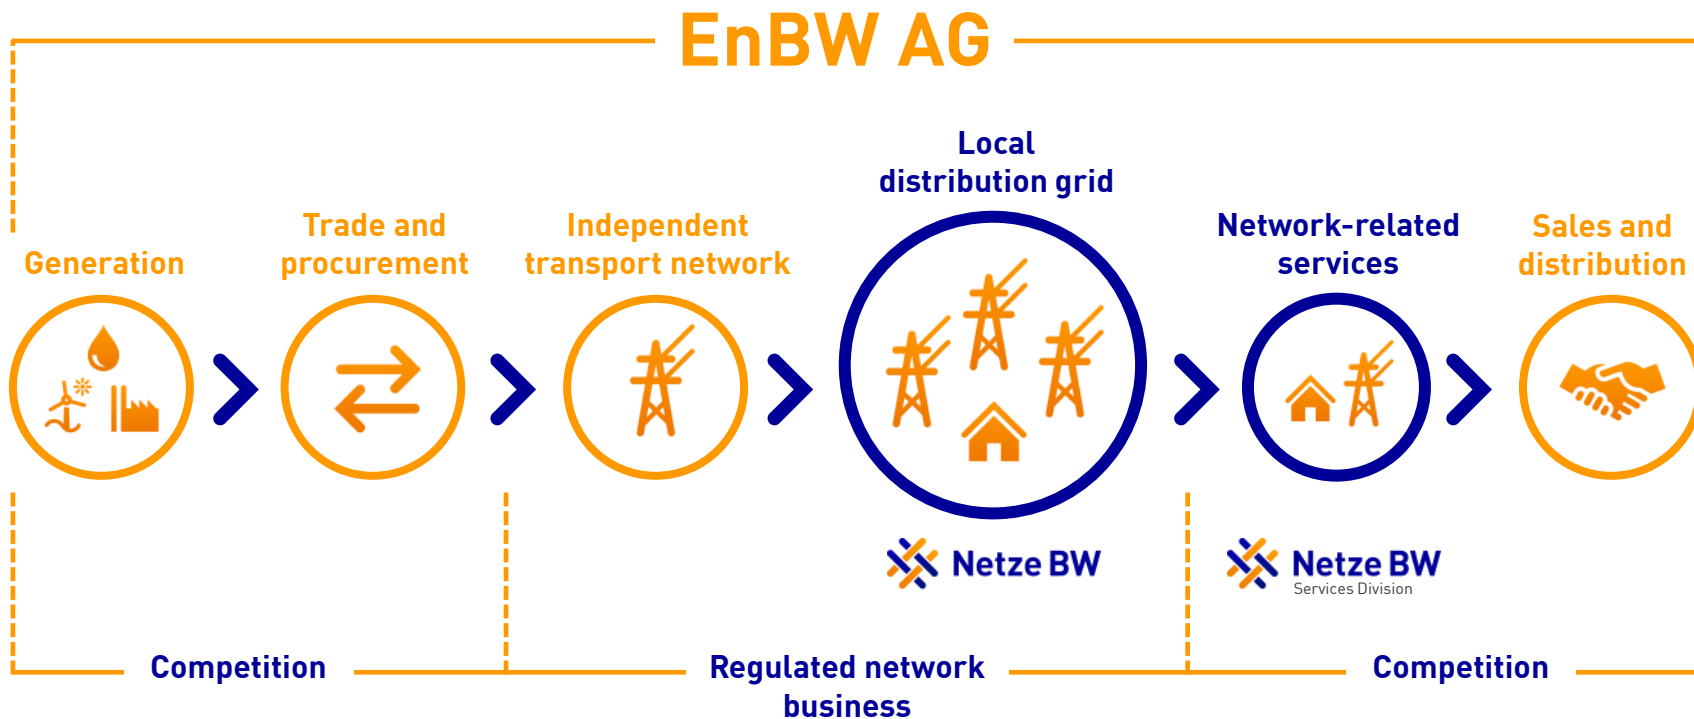 EnBW AG
Generation
Trade and
procurement
Independent
transport network
Local
distribution grid
Network-related
services
Sales and
distribution
Netze BW
Netze BW
Services Division
Competition
Regulated network
business
Competition